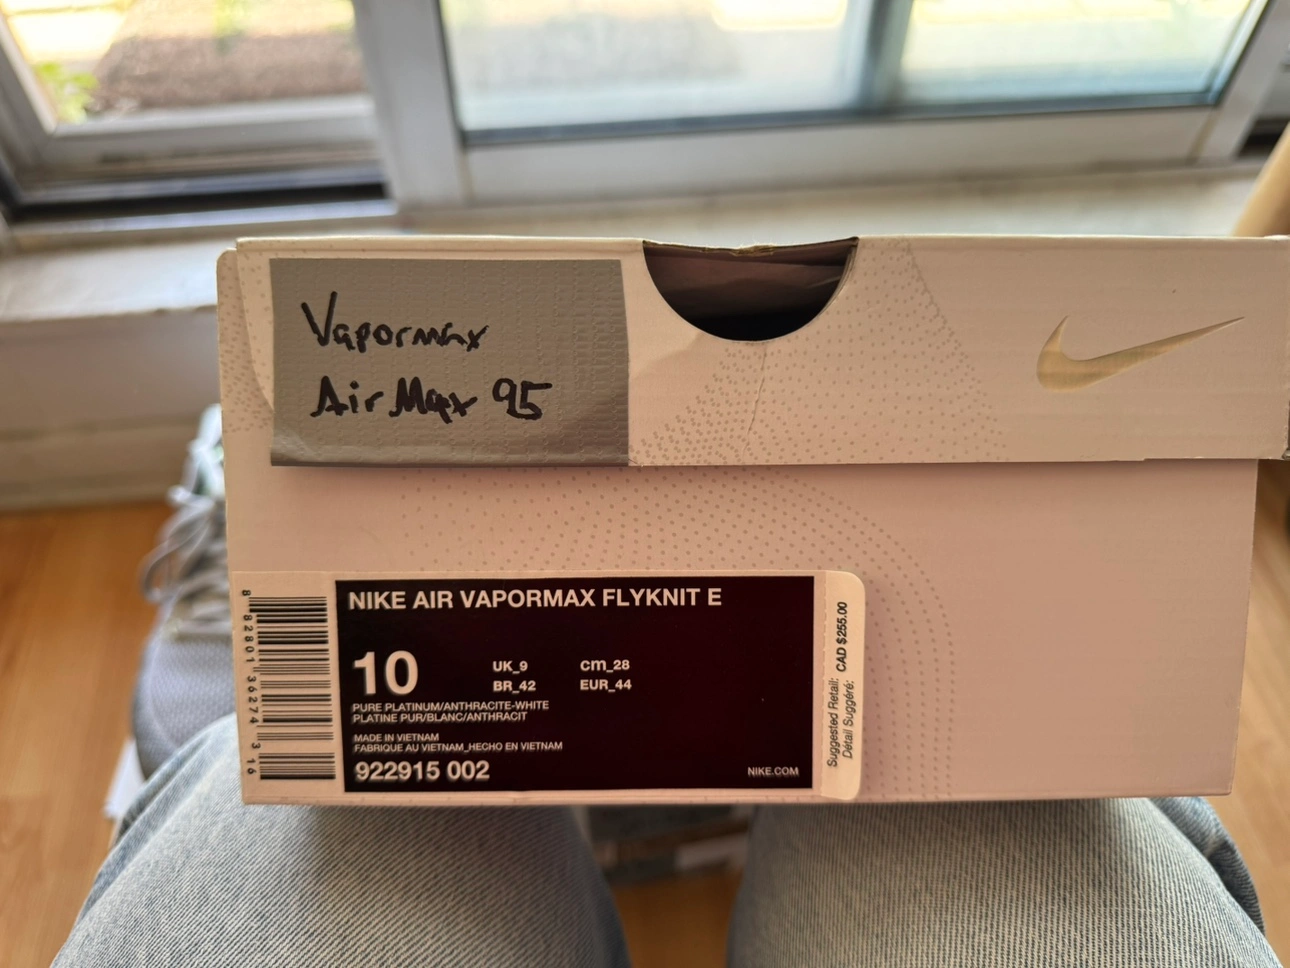 Vapormax
Air Max 95
NIKE AIR VAPORMAX FLYKNIT E
10
UK_9 cm_28
BR_42 EUR_44
PURE PLATINUM/ANTHRACITE-WHITE
PLATINE PUR/BLANC/ANTHRACIT
MADE IN VIETNAM
FABRIQUE AU VIETNAM_HECHO EN VIETNAM
922915 002
NIKE.COM
8 82801 36274 3 16
Suggested Retail: CAD $255.00
Détail Suggéré: